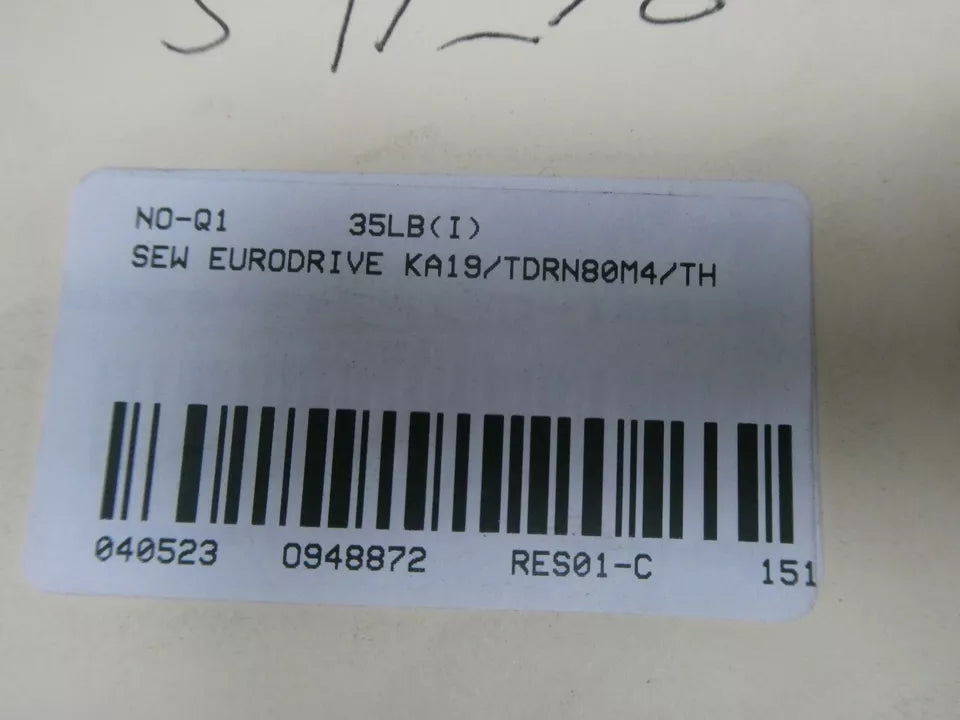 NO-Q1 35LB(I)
SEW EURODRIVE KA19/TDRN80M4/TH
040523 0948872 RES01-C 151